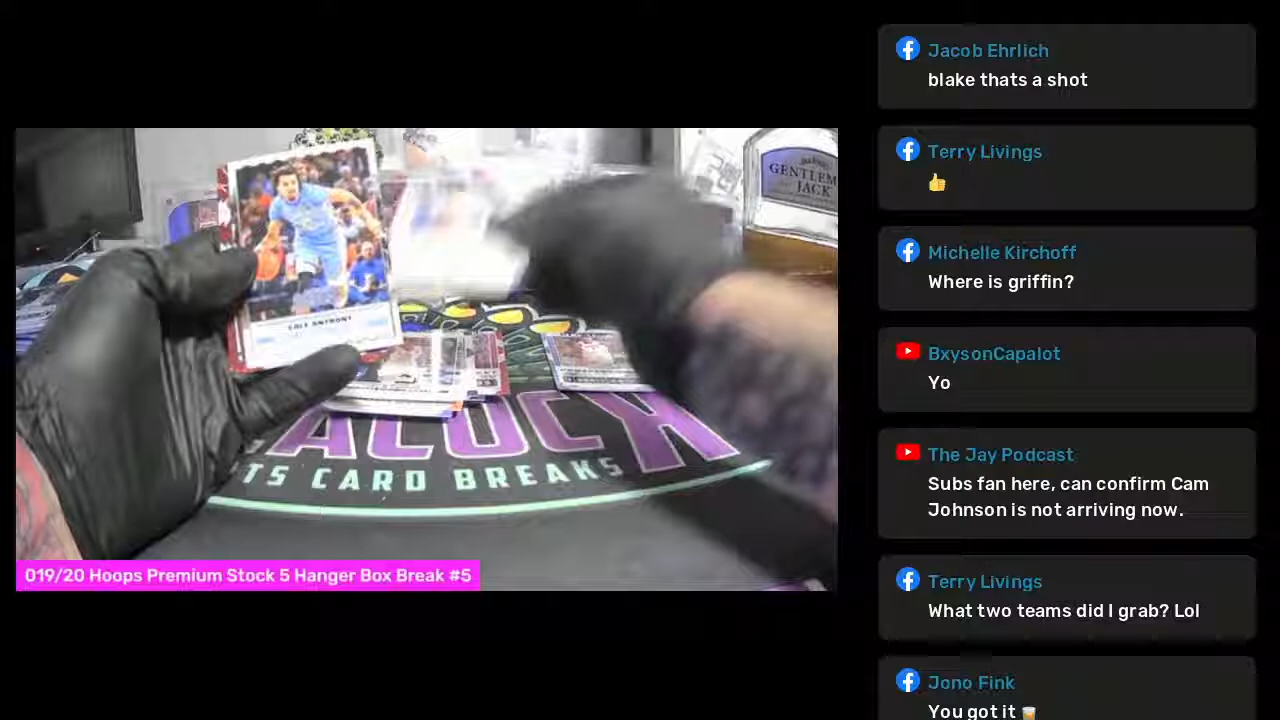 Jacob Ehrlich
blake thats a shot
Terry Livings
👍
Michelle Kirchoff
Where is griffin?
BxysonCapalot
Yo
The Jay Podcast
Subs fan here, can confirm Cam
Johnson is not arriving now.
Terry Livings
What two teams did I grab? Lol
Jono Fink
You got it 🥃
GENTLEM
JACK
COLE ANTHONY
ALUCK
TS CARD BREAKS
019/20 Hoops Premium Stock 5 Hanger Box Break #5